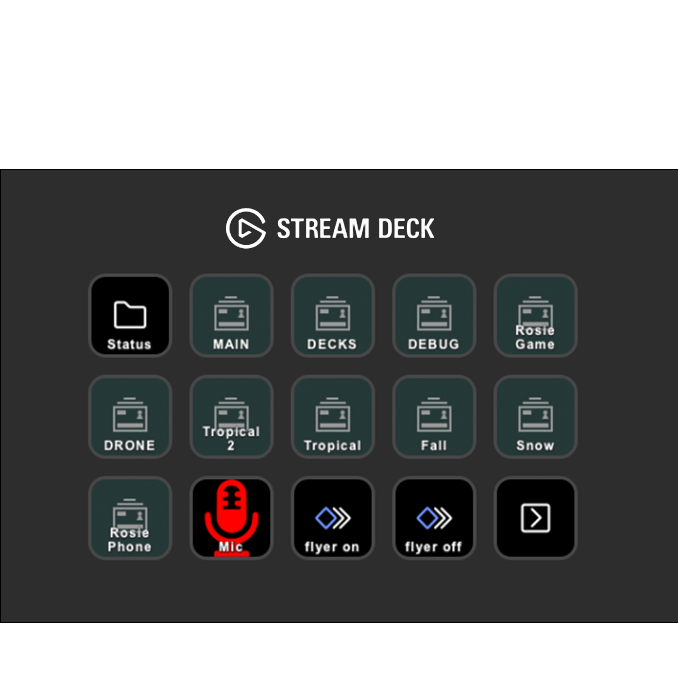 STREAM DECK
Status
MAIN
DECKS
DEBUG
Rosie
Game
DRONE
Tropical
2
Tropical
Fall
Snow
Rosie
Phone
Mic
flyer on
flyer off